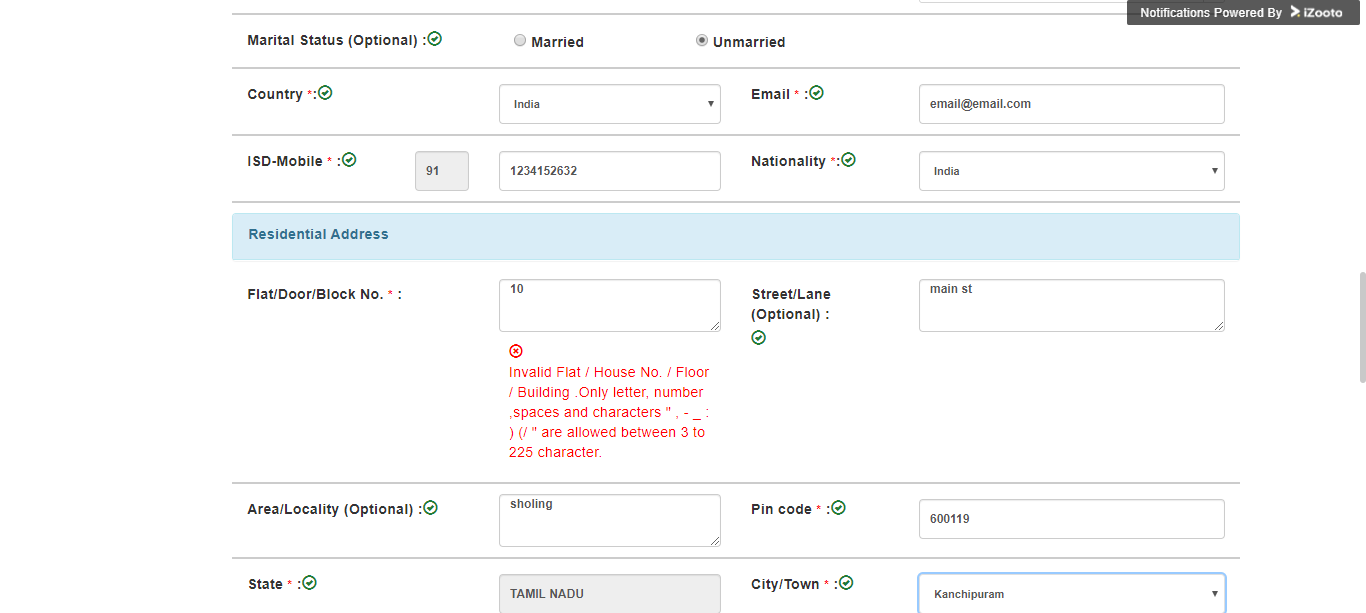 Notifications Powered By iZooto
Marital Status (Optional) :
Married
Unmarried
Country *:
India
Email * :
email@email.com
ISD-Mobile * :
91
1234152632
Nationality *:
India
Residential Address
Flat/Door/Block No. * :
10
Street/Lane
(Optional) :
main st
Invalid Flat / House No. / Floor
/ Building .Only letter, number
,spaces and characters " , - _ :
) (/ " are allowed between 3 to
225 character.
Area/Locality (Optional) :
sholing
Pin code * :
600119
State * :
TAMIL NADU
City/Town * :
Kanchipuram